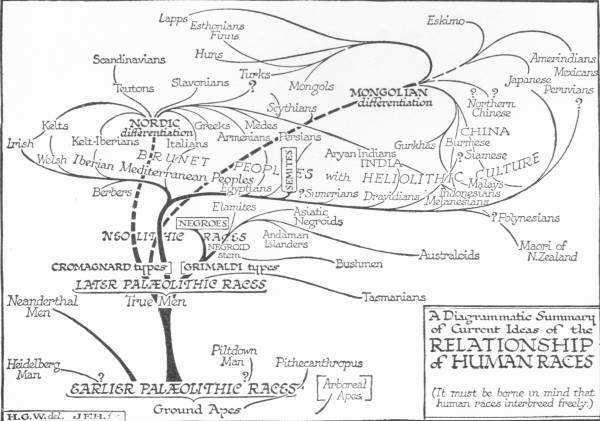 Lapps
Esthonians
Finns
Huns
Eskimo
Scandinavians
Teutons
Slavonians
Turks
?
Mongols
Scythians
MONGOLIAN
differentiation
Amerindians
Mexicans
Japanese
Peruvians
?
? ?
Northern
Chinese
Kelts
NORDIC
differentiation
Irish
Kelt-Iberians
Italians
Greeks
Medes
Armenians
Persians
CHINA
Gurkhas
Burmese
? Siamese
?
Welsh
BRUNET
Iberian Mediterranean Peoples
PEOPLES
Aryan Indians
INDIA
with HELIOLITHIC CULTURE
Malays
Berbers
Egyptians
SEMITES
? Sumerians
Dravidians
Indonesians
Melanesians
Elamites
NEGROES
Asiatic
Negroids
? Polynesians
NEOLITHIC RACES
NEGROID
stem
Andaman
Islanders
Maori of
N.Zealand
Australoids
CROMAGNARD types
GRIMALDI types
Bushmen
LATER PALÆOLITHIC RACES
True Men
Tasmanians
Neanderthal
Men
A Diagrammatic Summary
of Current Ideas of the
RELATIONSHIP
of HUMAN RACES
(It must be borne in mind that
human races interbreed freely.)
Heidelberg
Man
?
Piltdown
Man
?
Pithecanthropus
?
EARLIER PALÆOLITHIC RACES
Ground Apes
Arboreal
Apes
H.G.W. del. J.F.H.